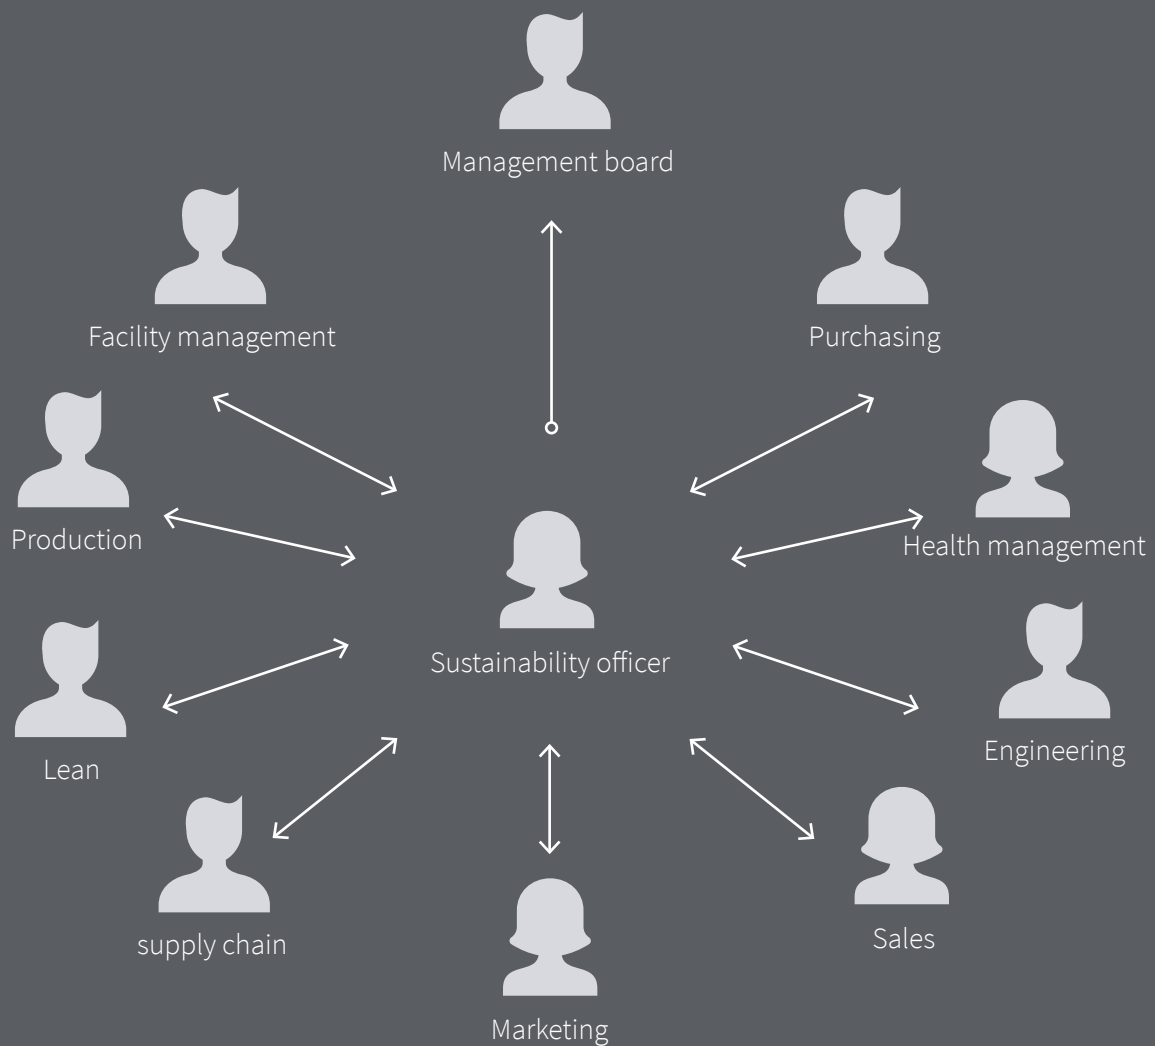 Management board
Facility management
Purchasing
Production
Health management
Sustainability officer
Engineering
Lean
supply chain
Sales
Marketing